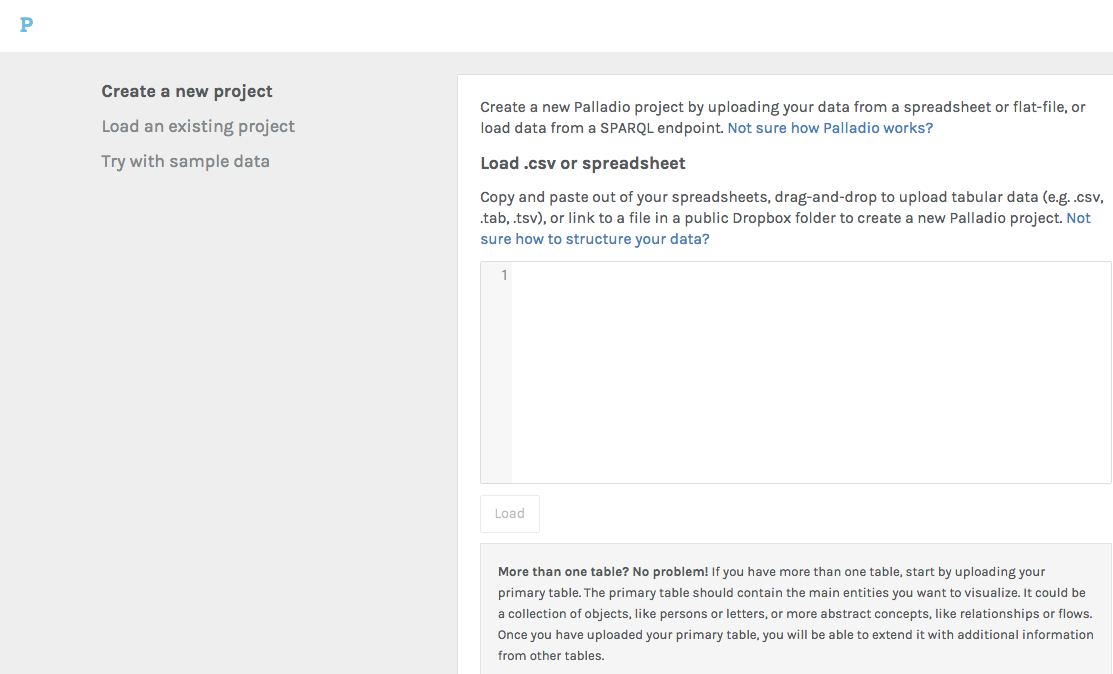 P
Create a new project
Load an existing project
Try with sample data
Create a new Palladio project by uploading your data from a spreadsheet or flat-file, or
load data from a SPARQL endpoint. Not sure how Palladio works?
Load .csv or spreadsheet
Copy and paste out of your spreadsheets, drag-and-drop to upload tabular data (e.g. .csv,
.tab, .tsv), or link to a file in a public Dropbox folder to create a new Palladio project. Not
sure how to structure your data?
1
Load
More than one table? No problem! If you have more than one table, start by uploading your
primary table. The primary table should contain the main entities you want to visualize. It could be
a collection of objects, like persons or letters, or more abstract concepts, like relationships or flows.
Once you have uploaded your primary table, you will be able to extend it with additional information
from other tables.